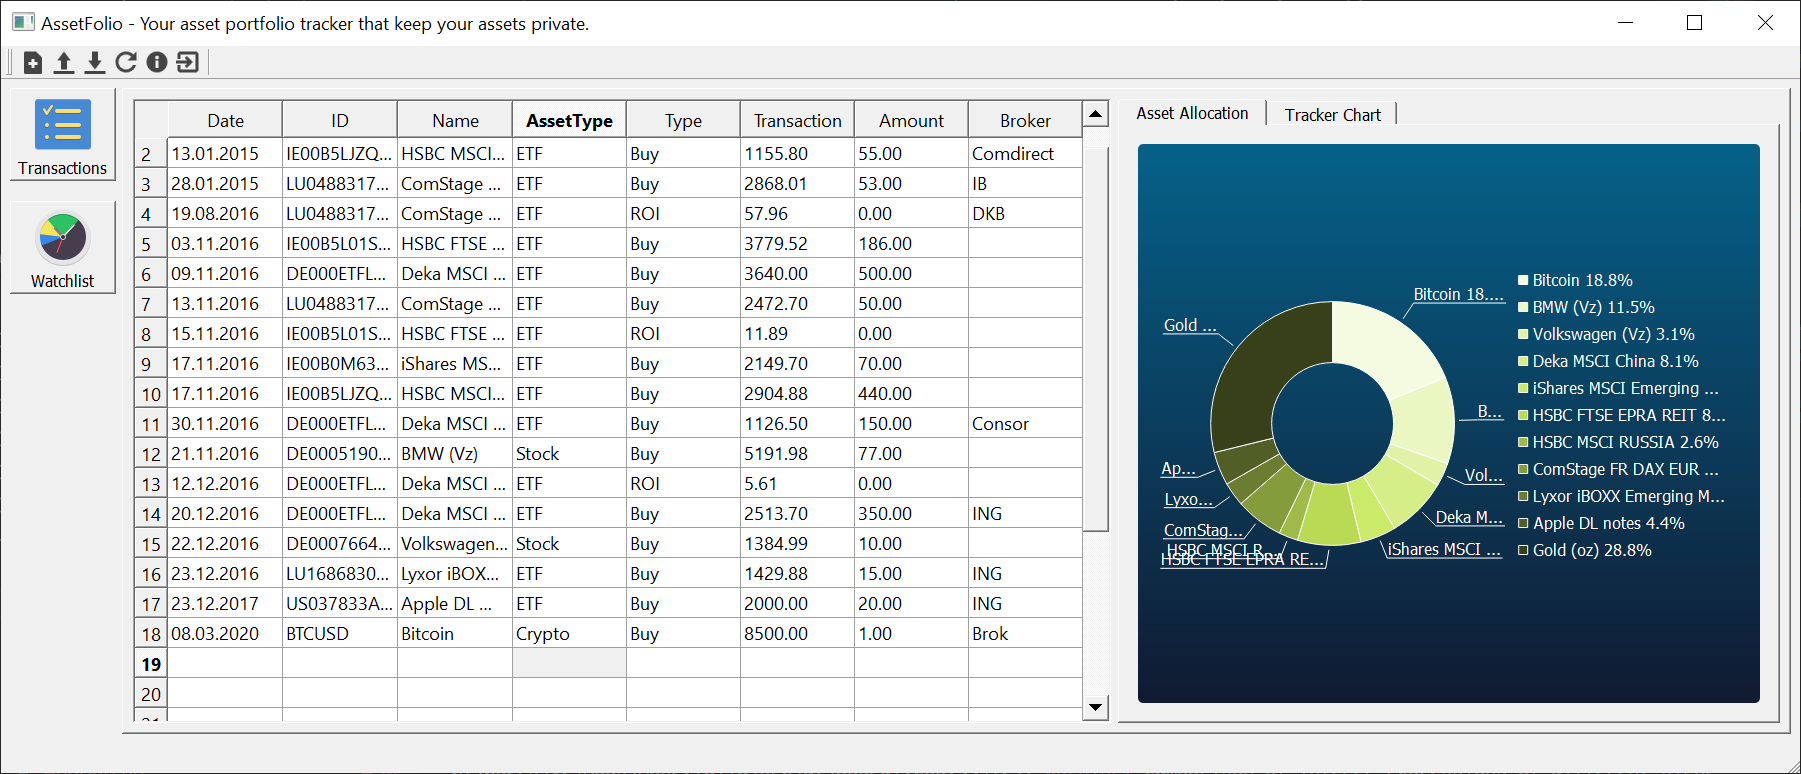 AssetFolio - Your asset portfolio tracker that keep your assets private.
Transactions
Watchlist
Date ID Name AssetType Type Transaction Amount Broker
2 13.01.2015 IE00B5LJZQ... HSBC MSCI... ETF Buy 1155.80 55.00 Comdirect
3 28.01.2015 LU0488317... ComStage ... ETF Buy 2868.01 53.00 IB
4 19.08.2016 LU0488317... ComStage ... ETF ROI 57.96 0.00 DKB
5 03.11.2016 IE00B5L01S... HSBC FTSE ... ETF Buy 3779.52 186.00
6 09.11.2016 DE000ETFL... Deka MSCI ... ETF Buy 3640.00 500.00
7 13.11.2016 LU0488317... ComStage ... ETF Buy 2472.70 50.00
8 15.11.2016 IE00B5L01S... HSBC FTSE ... ETF ROI 11.89 0.00
9 17.11.2016 IE00B0M63... iShares MS... ETF Buy 2149.70 70.00
10 17.11.2016 IE00B5LJZQ... HSBC MSCI... ETF Buy 2904.88 440.00
11 30.11.2016 DE000ETFL... Deka MSCI ... ETF Buy 1126.50 150.00 Consor
12 21.11.2016 DE0005190... BMW (Vz) Stock Buy 5191.98 77.00
13 12.12.2016 DE000ETFL... Deka MSCI ... ETF ROI 5.61 0.00
14 20.12.2016 DE000ETFL... Deka MSCI ... ETF Buy 2513.70 350.00 ING
15 22.12.2016 DE0007664... Volkswagen... Stock Buy 1384.99 10.00
16 23.12.2016 LU1686830... Lyxor iBOX... ETF Buy 1429.88 15.00 ING
17 23.12.2017 US037833A... Apple DL ... ETF Buy 2000.00 20.00 ING
18 08.03.2020 BTCUSD Bitcoin Crypto Buy 8500.00 1.00 Brok
19
20
21
Asset Allocation
Tracker Chart
Bitcoin 18....
B...
Vol...
Deka M...
iShares MSCI ...
HSBC FTSE EPRA RE...
HSBC MSCI R...
ComStag...
Lyxo...
Ap...
Gold ...
Bitcoin 18.8%
BMW (Vz) 11.5%
Volkswagen (Vz) 3.1%
Deka MSCI China 8.1%
iShares MSCI Emerging ...
HSBC FTSE EPRA REIT 8...
HSBC MSCI RUSSIA 2.6%
ComStage FR DAX EUR ...
Lyxor iBOXX Emerging M...
Apple DL notes 4.4%
Gold (oz) 28.8%